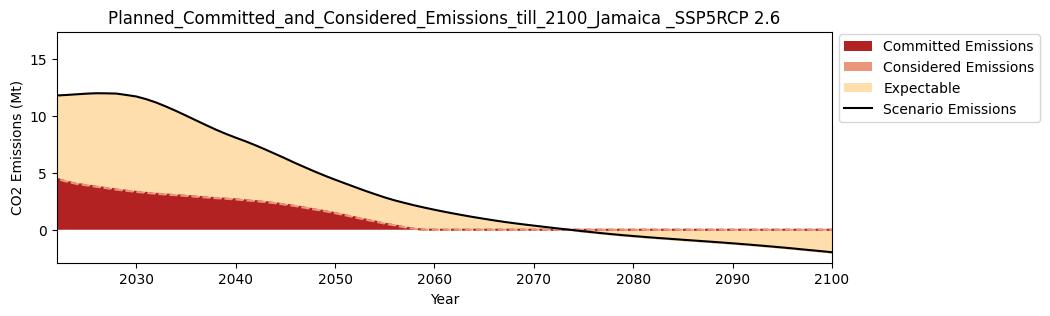 Planned_Committed_and_Considered_Emissions_till_2100_Jamaica _SSP5RCP 2.6
Committed Emissions
Considered Emissions
Expectable
Scenario Emissions
CO2 Emissions (Mt)
15
10
5
0
2030 2040 2050 2060 2070 2080 2090 2100
Year